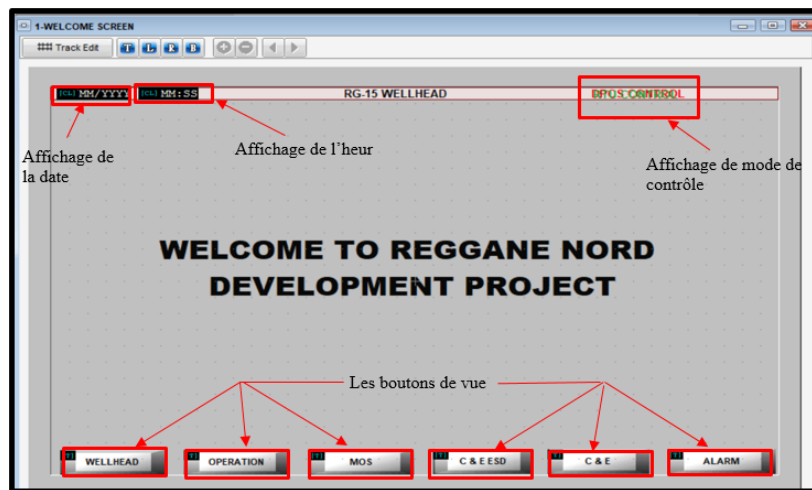 1-WELCOME SCREEN
Track Edit T L R B
[CL] MM/YYYY [CL] MM:SS RG-15 WELLHEAD CONTROL
Affichage de la date
Affichage de l’heur
Affichage de mode de contrôle
WELCOME TO REGGANE NORD
DEVELOPMENT PROJECT
Les boutons de vue
WELLHEAD OPERATION MOS C & E ESD C & E ALARM